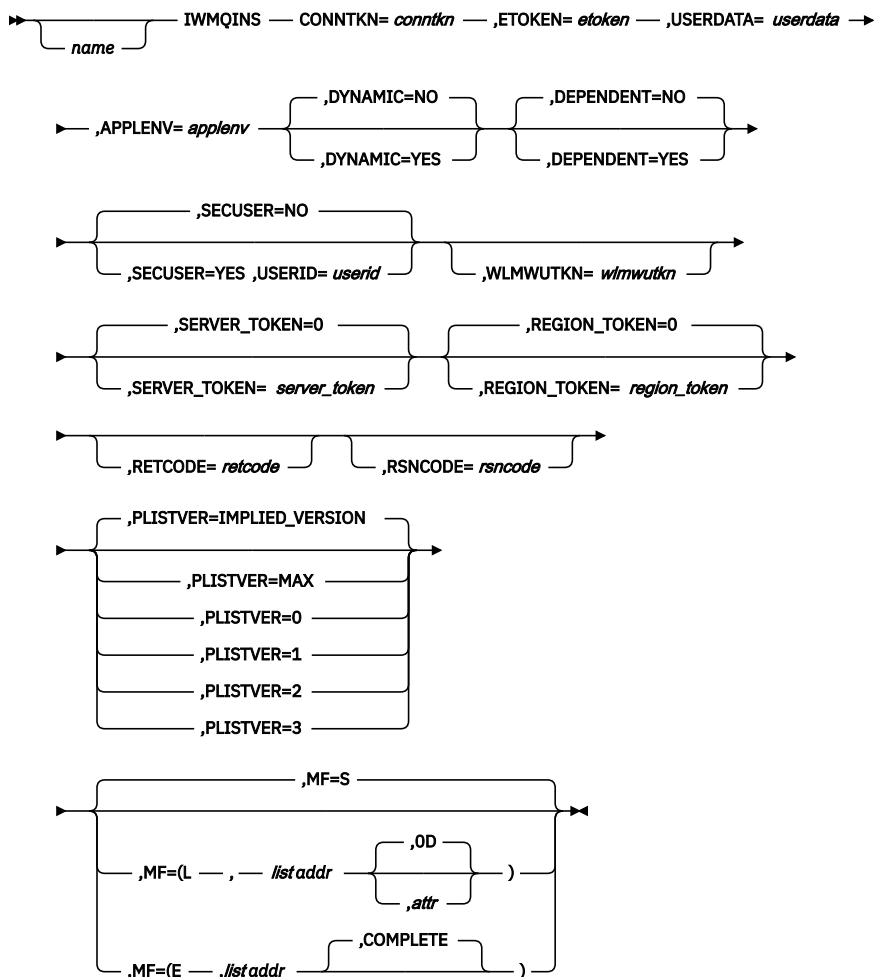 IWMQINS CONNTKN= conntkn ,ETOKEN= etoken ,USERDATA= userdata
name
,APPLENV= applenv
,DYNAMIC=NO
,DYNAMIC=YES
,DEPENDENT=NO
,DEPENDENT=YES
,SECUSER=NO
,SECUSER=YES ,USERID= userid
,WLMWUTKN= wlmwutkn
,SERVER_TOKEN=0
,SERVER_TOKEN= server_token
,REGION_TOKEN=0
,REGION_TOKEN= region_token
,RETCODE= retcode
,RSNCODE= rsncode
,PLISTVER=IMPLIED_VERSION
,PLISTVER=MAX
,PLISTVER=0
,PLISTVER=1
,PLISTVER=2
,PLISTVER=3
,MF=S
,MF=(L , list addr
,0D
,attr
)
,MF=(E ,list addr
,COMPLETE
)